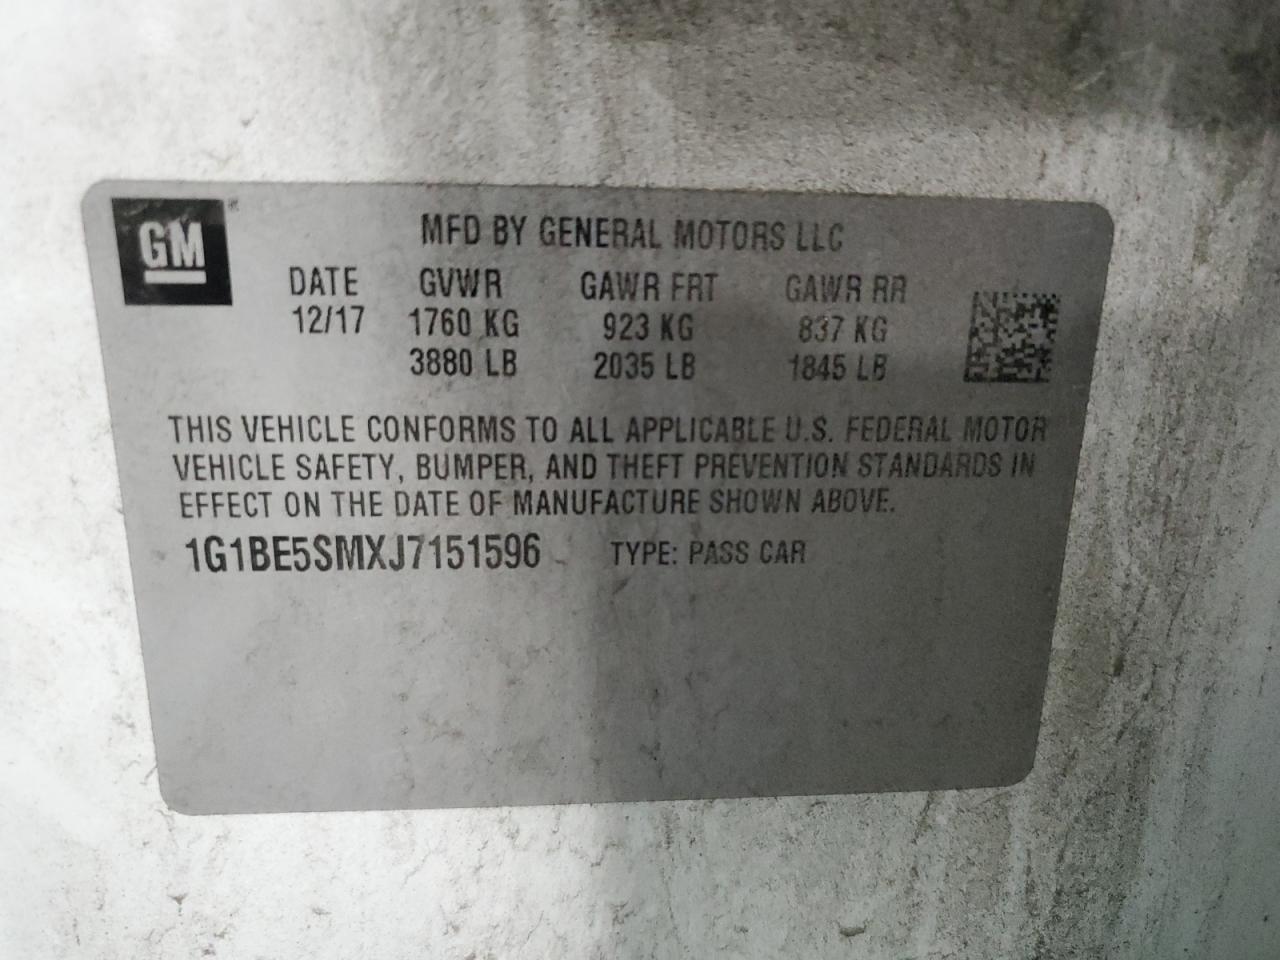 GM
MFD BY GENERAL MOTORS LLC
DATE GVWR GAWR FRT GAWR RR
12/17 1760 KG 923 KG 837 KG
3880 LB 2035 LB 1845 LB
THIS VEHICLE CONFORMS TO ALL APPLICABLE U.S. FEDERAL MOTOR
VEHICLE SAFETY, BUMPER, AND THEFT PREVENTION STANDARDS IN
EFFECT ON THE DATE OF MANUFACTURE SHOWN ABOVE.
1G1BE5SMXJ7151596 TYPE: PASS CAR